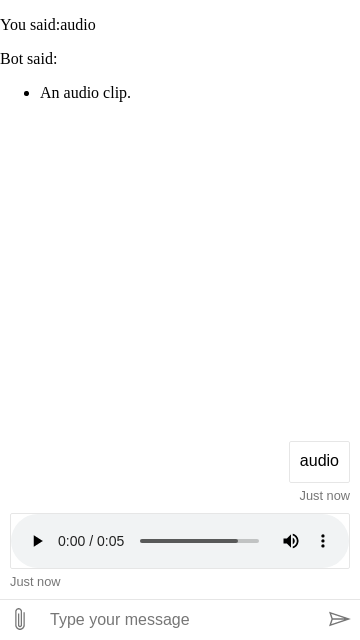 You said:audio
Bot said:
An audio clip.
audio
Just now
0:00 / 0:05
Just now
Type your message